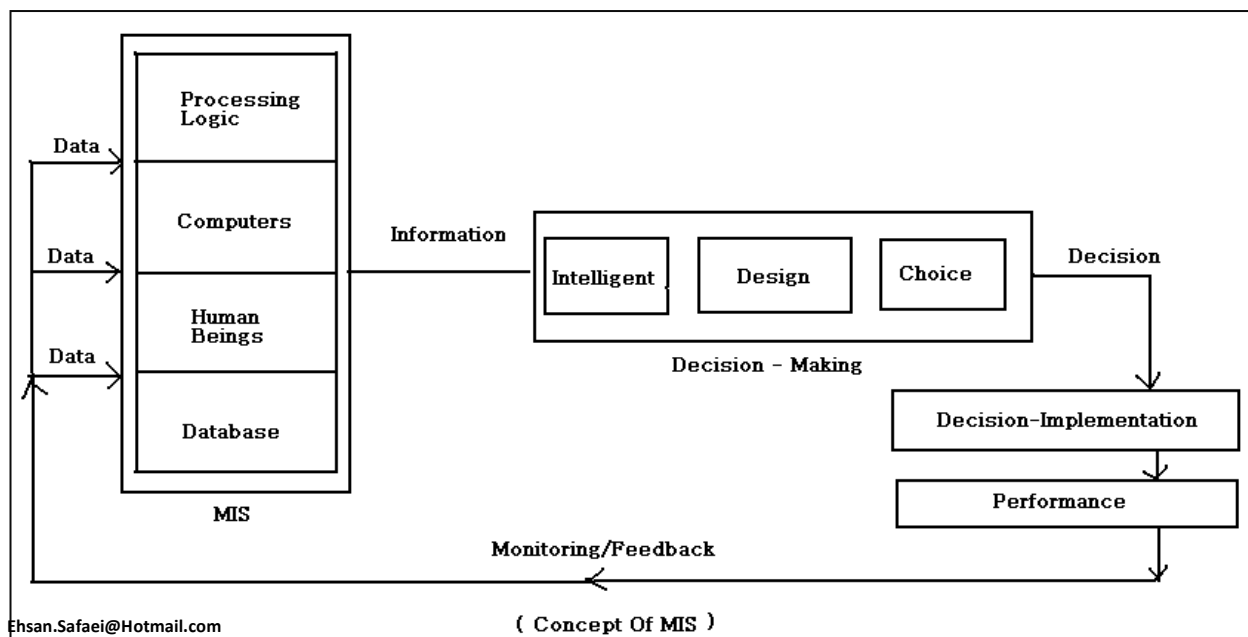 Processing
Logic
Data
Computers
Data
Human
Beings
Data
Database
MIS
Information
Intelligent
Design
Choice
Decision - Making
Decision
Decision-Implementation
Performance
Monitoring/Feedback
( Concept Of MIS )
Ehsan.Safaei@Hotmail.com